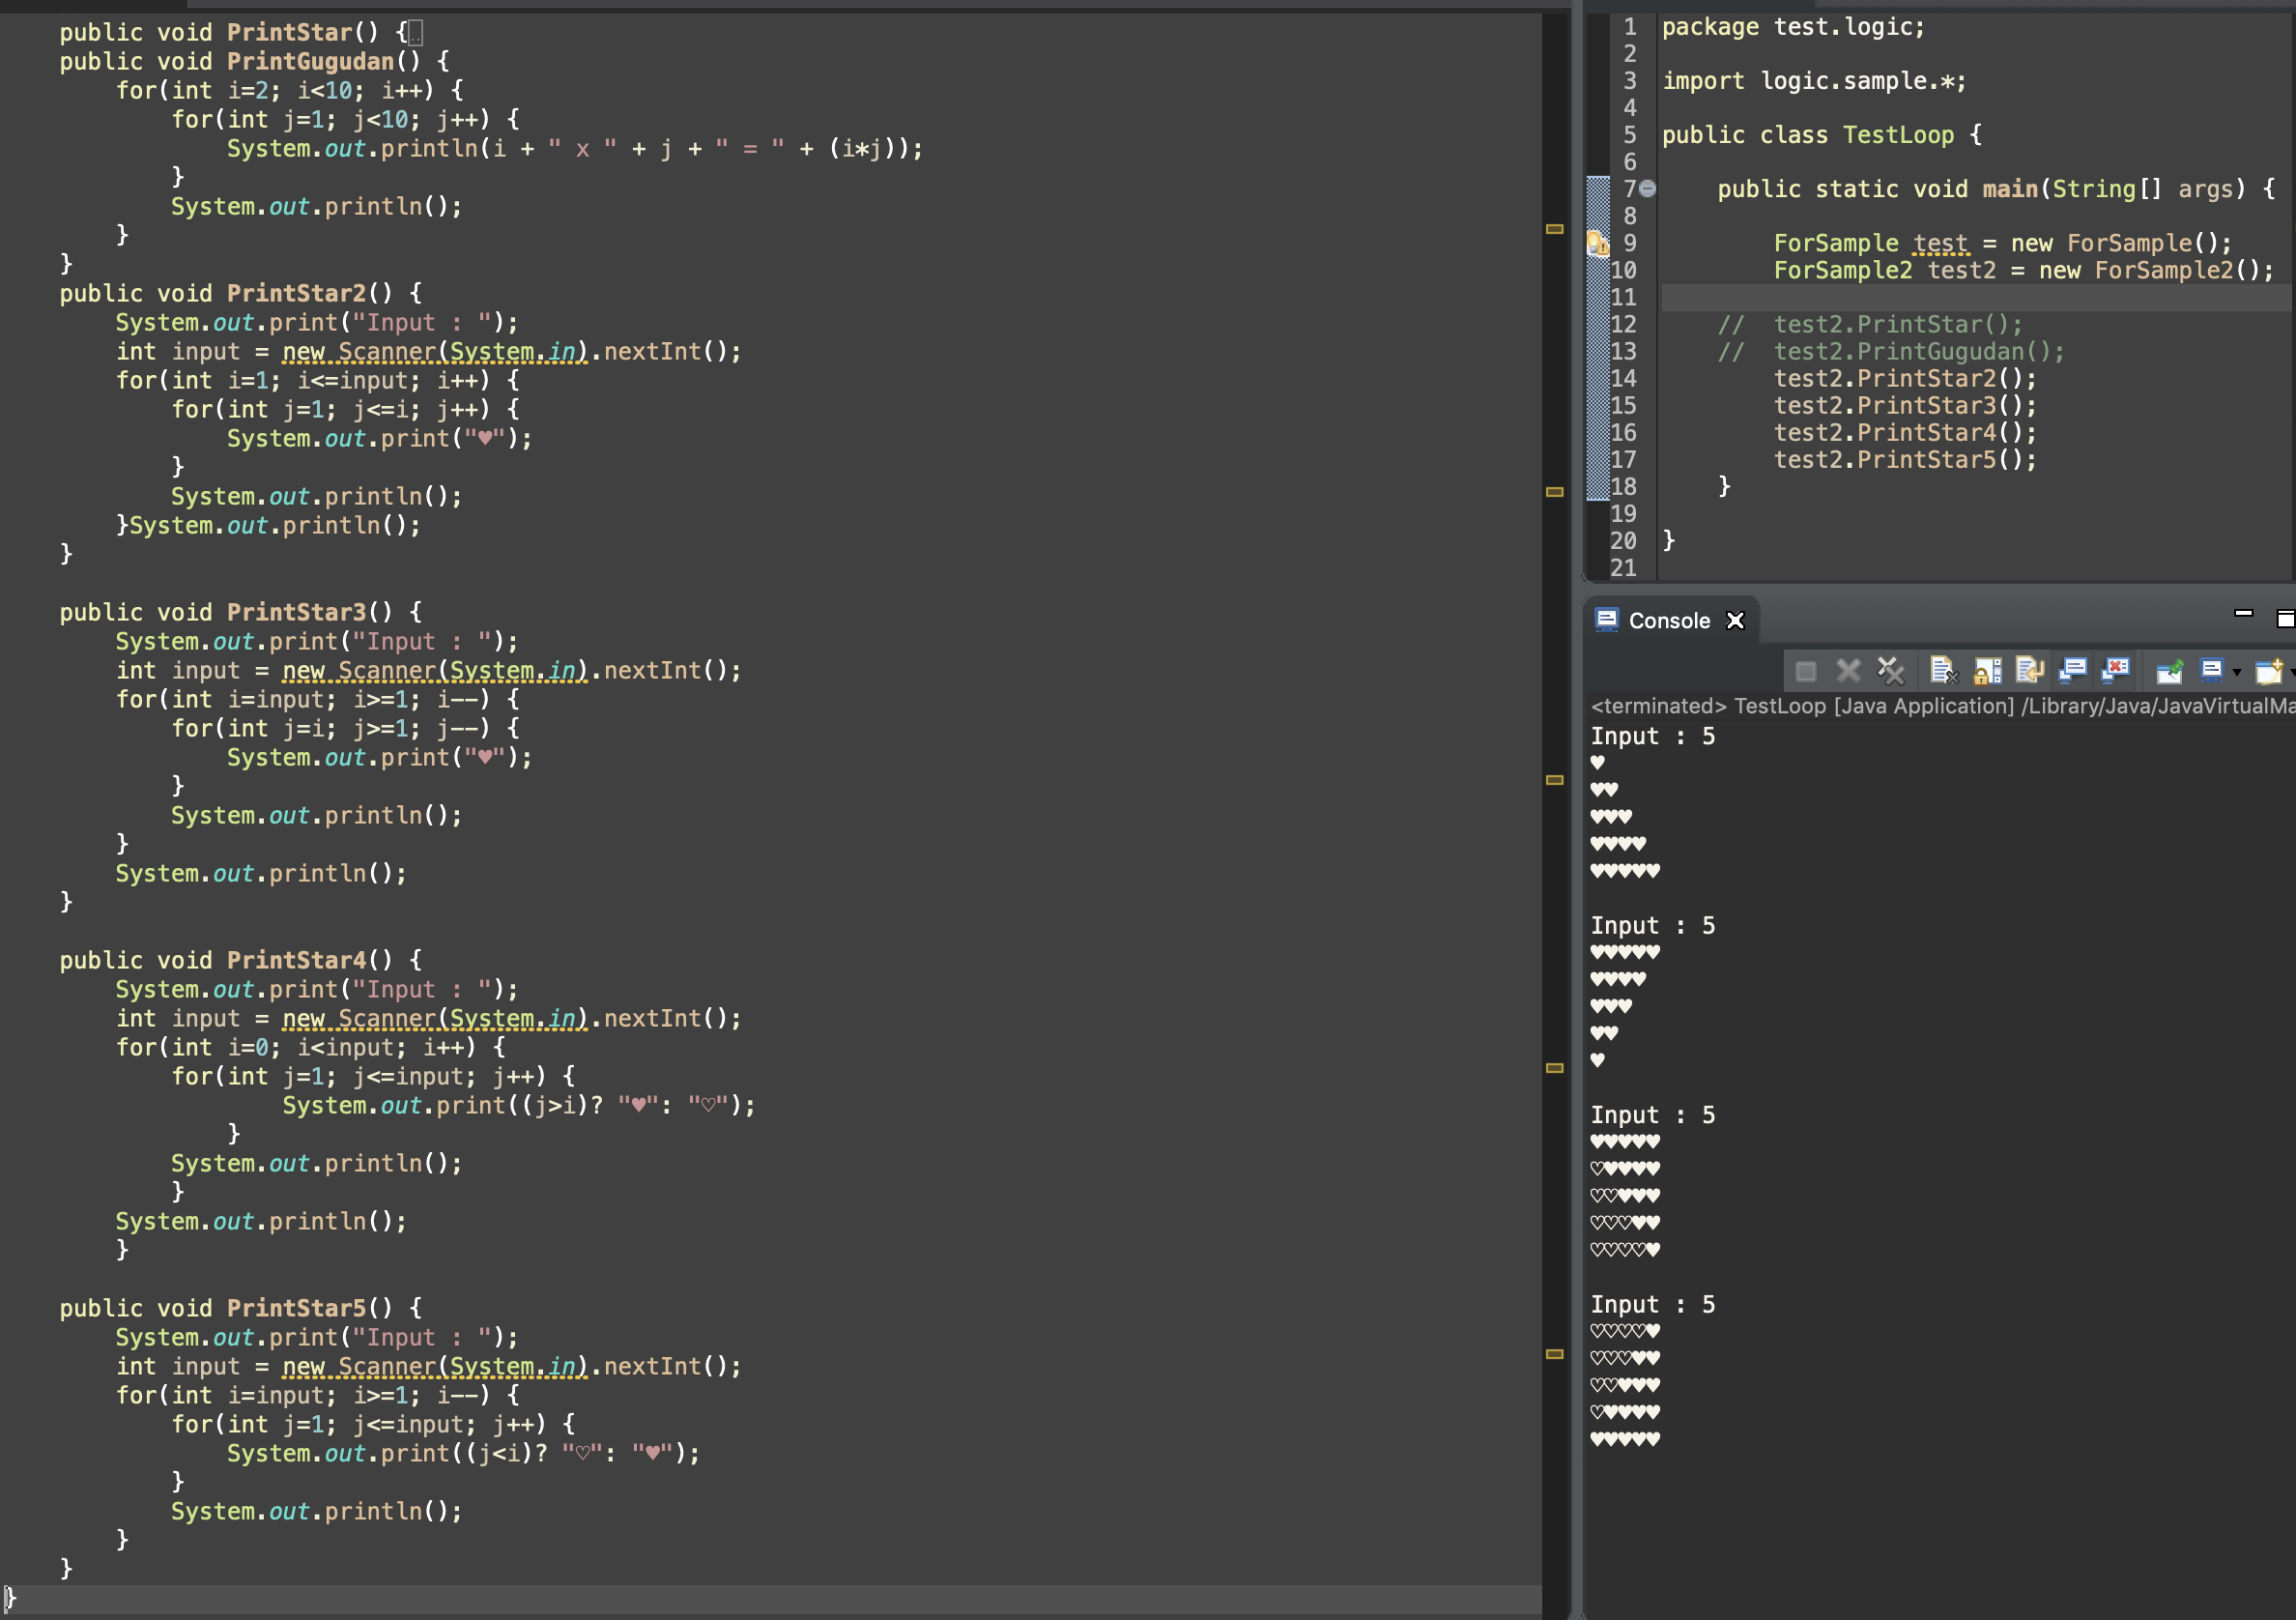 public void PrintStar() {
public void PrintGugudan() {
for(int i=2; i<10; i++) {
for(int j=1; j<10; j++) {
System.out.println(i + " x " + j + " = " + (i*j));
}
System.out.println();
}
}
public void PrintStar2() {
System.out.print("Input : ");
int input = new Scanner(System.in).nextInt();
for(int i=1; i<=input; i++) {
for(int j=1; j<=i; j++) {
System.out.print("♥");
}
System.out.println();
}System.out.println();
}
public void PrintStar3() {
System.out.print("Input : ");
int input = new Scanner(System.in).nextInt();
for(int i=input; i>=1; i--) {
for(int j=i; j>=1; j--) {
System.out.print("♥");
}
System.out.println();
}
System.out.println();
}
public void PrintStar4() {
System.out.print("Input : ");
int input = new Scanner(System.in).nextInt();
for(int i=0; i<input; i++) {
for(int j=1; j<=input; j++) {
System.out.print((j>i)? "♥": "♡");
}
System.out.println();
}
System.out.println();
}
public void PrintStar5() {
System.out.print("Input : ");
int input = new Scanner(System.in).nextInt();
for(int i=input; i>=1; i--) {
for(int j=1; j<=input; j++) {
System.out.print((j<i)? "♡": "♥");
}
System.out.println();
}
}
}
1 package test.logic;
2
3 import logic.sample.*;
4
5 public class TestLoop {
6
7 public static void main(String[] args) {
8
9 ForSample test = new ForSample();
10 ForSample2 test2 = new ForSample2();
11
12 // test2.PrintStar();
13 // test2.PrintGugudan();
14 test2.PrintStar2();
15 test2.PrintStar3();
16 test2.PrintStar4();
17 test2.PrintStar5();
18 }
19
20 }
21
Console
<terminated> TestLoop [Java Application] /Library/Java/JavaVirtualMa
Input : 5
♥
♥♥
♥♥♥
♥♥♥♥
♥♥♥♥♥
Input : 5
♥♥♥♥♥
♥♥♥♥
♥♥♥
♥♥
♥
Input : 5
♥♥♥♥♥
♡♥♥♥♥
♡♡♥♥♥
♡♡♡♥♥
♡♡♡♡♥
Input : 5
♡♡♡♡♥
♡♡♡♥♥
♡♡♥♥♥
♡♥♥♥♥
♥♥♥♥♥